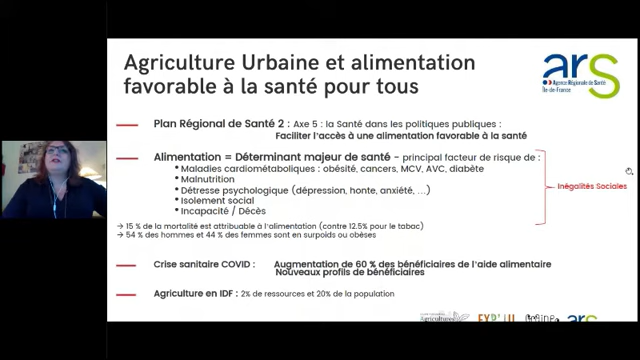 Agriculture Urbaine et alimentation
favorable à la santé pour tous
ars
Agence Régionale de Santé
Île-de-France
Plan Régional de Santé 2 : Axe 5 : la Santé dans les politiques publiques :
Faciliter l'accès à une alimentation favorable à la santé
Alimentation = Déterminant majeur de santé - principal facteur de risque de :
• Maladies cardiométaboliques : obésité, cancers, MCV, AVC, diabète
• Malnutrition
• Détresse psychologique (dépression, honte, anxiété, ...)
• Isolement social
• Incapacité / Décès
Inégalités Sociales
→ 15 % de la mortalité est attribuable à l'alimentation (contre 12.5% pour le tabac)
→ 54 % des hommes et 44 % des femmes sont en surpoids ou obèses
Crise sanitaire COVID : Augmentation de 60 % des bénéficiaires de l'aide alimentaire
Nouveaux profils de bénéficiaires
Agriculture en IDF : 2% de ressources et 20% de la population
ars